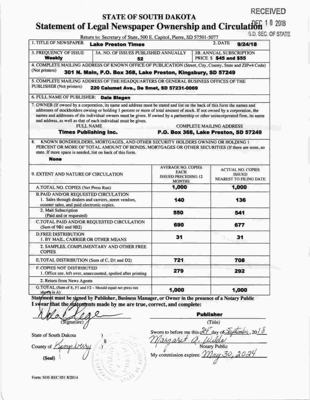 RECEIVED
DEC 10 2018
S.D. SEC. OF STATE
STATE OF SOUTH DAKOTA
Statement of Legal Newspaper Ownership and Circulation
Return to: Secretary of State, 500 E. Capitol, Pierre, SD 57501-5077
1. TITLE OF NEWSPAPER Lake Preston Times 2. DATE 9/24/18
3. FREQUENCY OF ISSUE Weekly 3A. NO. OF ISSUES PUBLISHED ANNUALLY 52 3B. ANNUAL SUBSCRIPTION PRICE $ $45 and $55
4. COMPLETE MAILING ADDRESS OF KNOWN OFFICE OF PUBLICATION (Street, City, County, State and ZIP+4 Code)
(Not printers) 301 N. Main, P.O. Box 368, Lake Preston, Kingsbury, SD 57249
5. COMPLETE MAILING ADDRESS OF THE HEADQUARTERS OR GENERAL BUSINESS OFFICES OF THE
PUBLISHER (Not printers) 220 Calumet Ave., De Smet, SD 57231-0069
6. FULL NAME OF PUBLISHER: Dale Blegen
7. OWNER (If owned by a corporation, its name and address must be stated and list on the back of this form the names and
addresses of stockholders owning or holding 1 percent or more of total amount of stock. If not owned by a corporation, the
names and addresses of the individual owners must be given. If owned by a partnership or other unincorporated firm, its name
and address, as well as that of each individual must be given.
FULL NAME COMPLETE MAILING ADDRESS
Times Publishing Inc. P.O. Box 368, Lake Preston, SD 57249
8. KNOWN BONDHOLDERS, MORTGAGES, AND OTHER SECURITY HOLDERS OWNING OR HOLDING 1
PERCENT OR MORE OF TOTAL AMOUNT OF BONDS, MORTGAGES OR OTHER SECURITIES (If there are none, so
state. If more space is needed, list on back of this form.
None
9. EXTENT AND NATURE OF CIRCULATION AVERAGE NO. COPIES EACH ISSUED PRECEDING 12 MONTHS ACTUAL NO. COPIES ISSUED NEAREST TO FILING DATE
A. TOTAL NO. COPIES (Net Press Run) 1,000 1,000
B. PAID AND/OR REQUESTED CIRCULATION
1. Sales through dealers and carriers, street vendors,
counter sales, and paid electronic copies. 140 136
2. Mail Subscription
(Paid and or requested) 550 541
C. TOTAL PAID AND/OR REQUESTED CIRCULATION
(Sum of 9B1 and 9B2) 690 677
D. FREE DISTRIBUTION
1. BY MAIL, CARRIER OR OTHER MEANS 31 31
2. SAMPLES, COMPLIMENTARY AND OTHER FREE
COPIES
E. TOTAL DISTRIBUTION (Sum of C, D1 and D2) 721 708
F. COPIES NOT DISTRIBUTED
1. Office use, left over, unaccounted, spoiled after printing 279 292
2. Return from News Agents
G. TOTAL (Sum of E, F1 and F2 - Should equal net press run
shown in A) 1,000 1,000
Statement must be signed by Publisher, Business Manager, or Owner in the presence of a Notary Public
I swear that the statements made by me are true, correct, and complete:
Publisher
(Signature) (Title)
State of South Dakota
County of Kingsbury
(Seal)
Sworn to before me this 24 day of September, 2018
Margaret A.
Notary Public
My commission expires: May 30, 2024
Form: SOS REC 051 8/2014